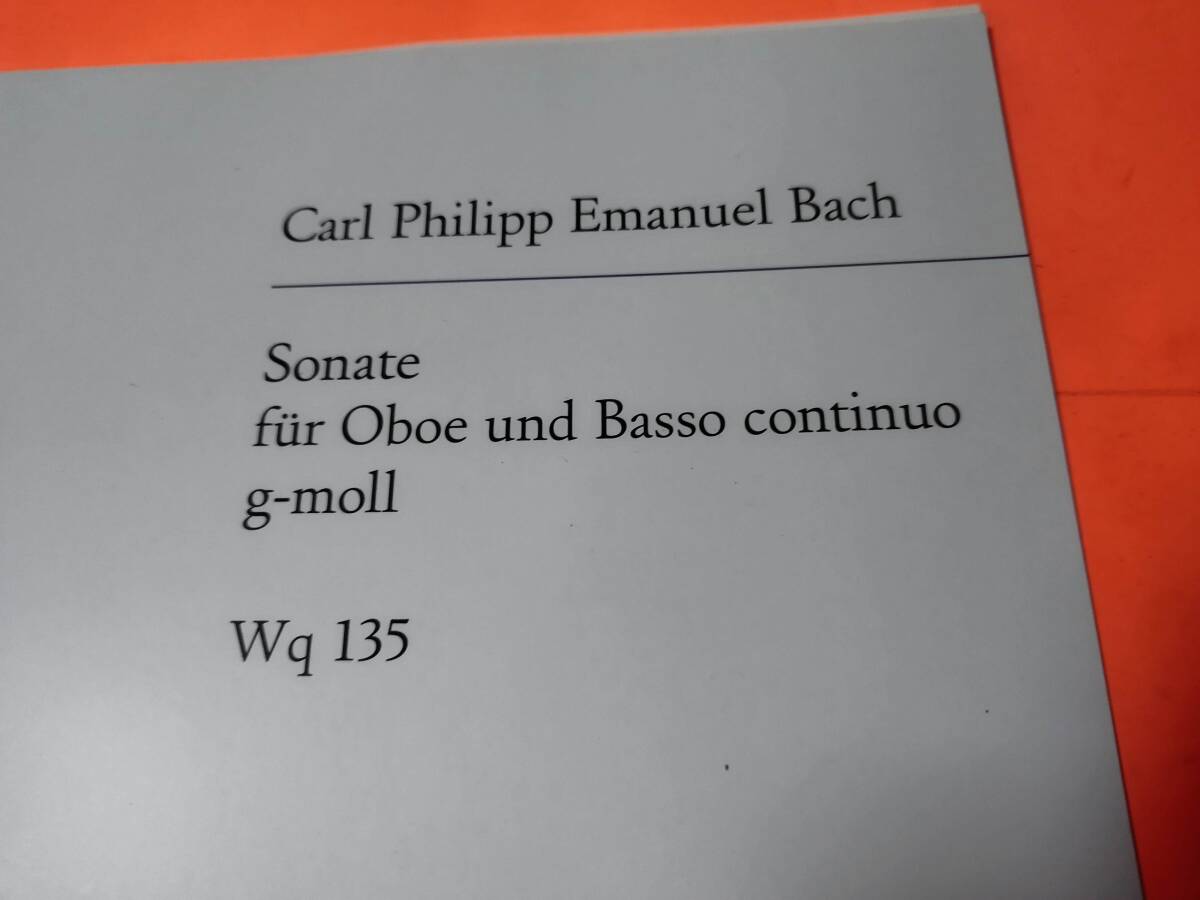 Carl Philipp Emanuel Bach
Sonate
für Oboe und Basso continuo
g-moll
Wq 135